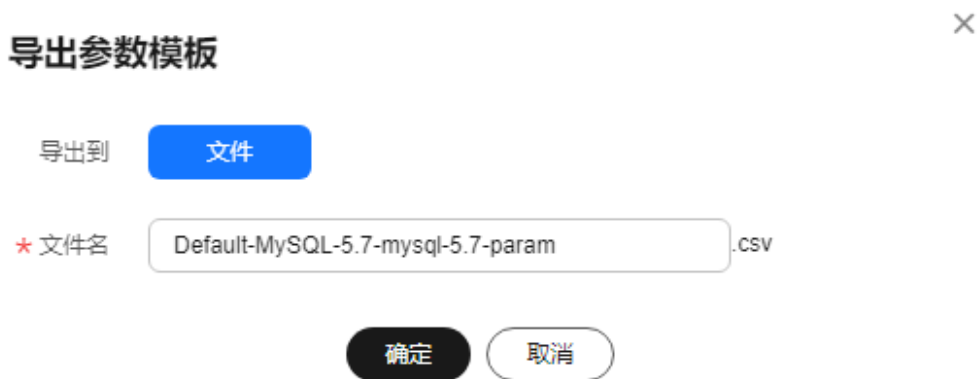 导出参数模板
导出到 文件
* 文件名 Default-MySQL-5.7-mysql-5.7-param .csv
确定 取消